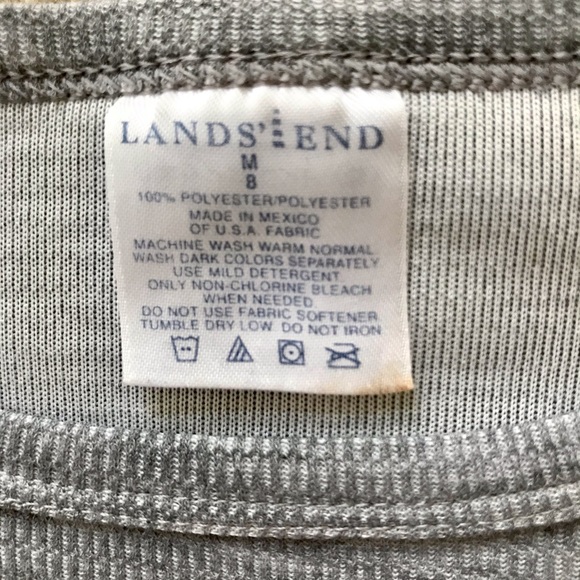 LANDS' END
M
8
100% POLYESTER/POLYESTER
MADE IN MEXICO
OF U.S.A. FABRIC
MACHINE WASH WARM NORMAL
WASH DARK COLORS SEPARATELY
USE MILD DETERGENT
ONLY NON-CHLORINE BLEACH
WHEN NEEDED
DO NOT USE FABRIC SOFTENER
TUMBLE DRY LOW. DO NOT IRON